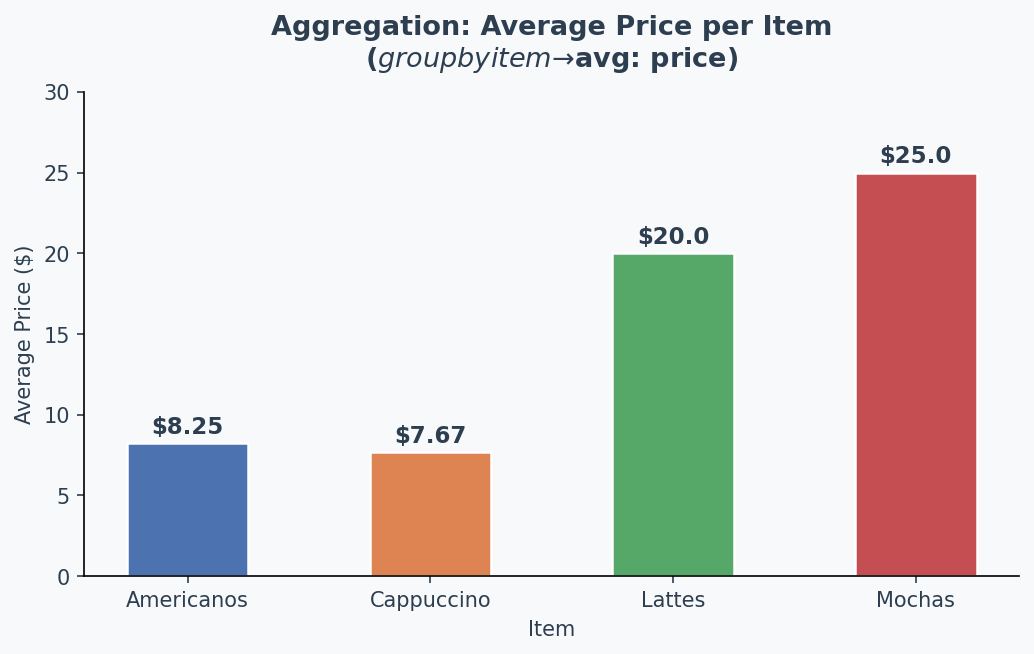 Aggregation: Average Price per Item
(groupbyitem→avg: price)
30
25
20
15
10
5
0
Average Price ($)
$8.25
$7.67
$20.0
$25.0
Americanos
Cappuccino
Lattes
Mochas
Item